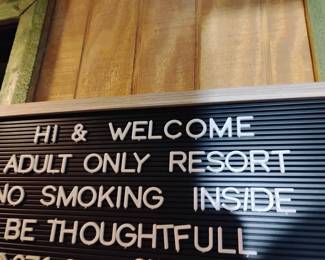 HI & WELCOME
ADULT ONLY RESORT
NO SMOKING INSIDE
BE THOUGHTFULL